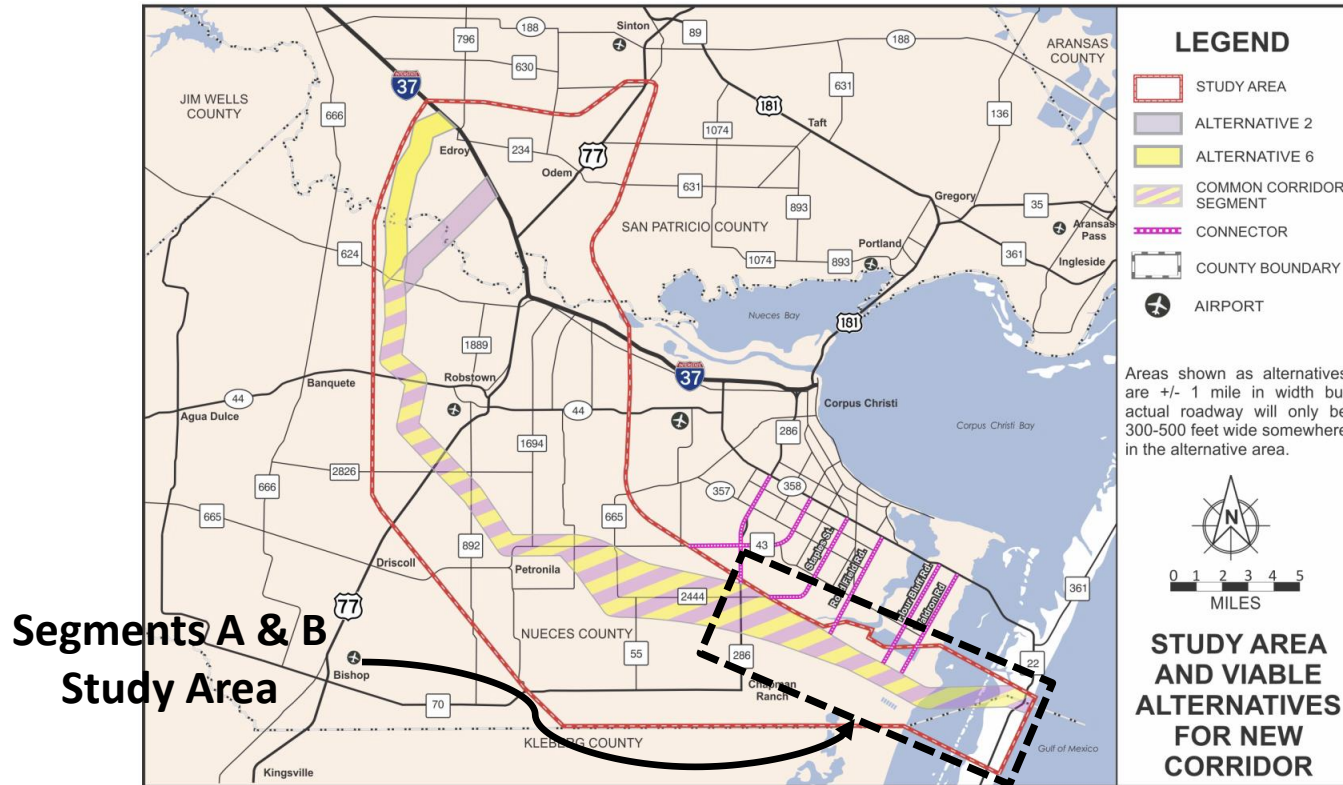 188
Sinton
89
188
ARANSAS
COUNTY
796
630
37
JIM WELLS
COUNTY
666
181
631
136
1074
Taft
Edroy
234
77
Odem
631
893
Gregory
35
Aransas
Pass
SAN PATRICIO COUNTY
624
Portland
1074
893
361
Ingleside
Nueces Bay
181
1889
Robstown
37
Banquete
44
Agua Dulce
44
Corpus Christi
286
Corpus Christi Bay
1694
2826
666
357
358
665
665
43
Staples St.
Rodd Field Rd.
892
Driscoll
Petronila
361
2444
77
NUECES COUNTY
55
286
22
Bishop
Chapman
Ranch
70
KLEBERG COUNTY
Gulf of Mexico
Kingsville
Segments A & B
Study Area
LEGEND
STUDY AREA
ALTERNATIVE 2
ALTERNATIVE 6
COMMON CORRIDOR
SEGMENT
CONNECTOR
COUNTY BOUNDARY
AIRPORT
Areas shown as alternatives
are +/- 1 mile in width bu
actual roadway will only be
300-500 feet wide somewhere
in the alternative area.
N
0 1 2 3 4 5
MILES
STUDY AREA
AND VIABLE
ALTERNATIVES
FOR NEW
CORRIDOR